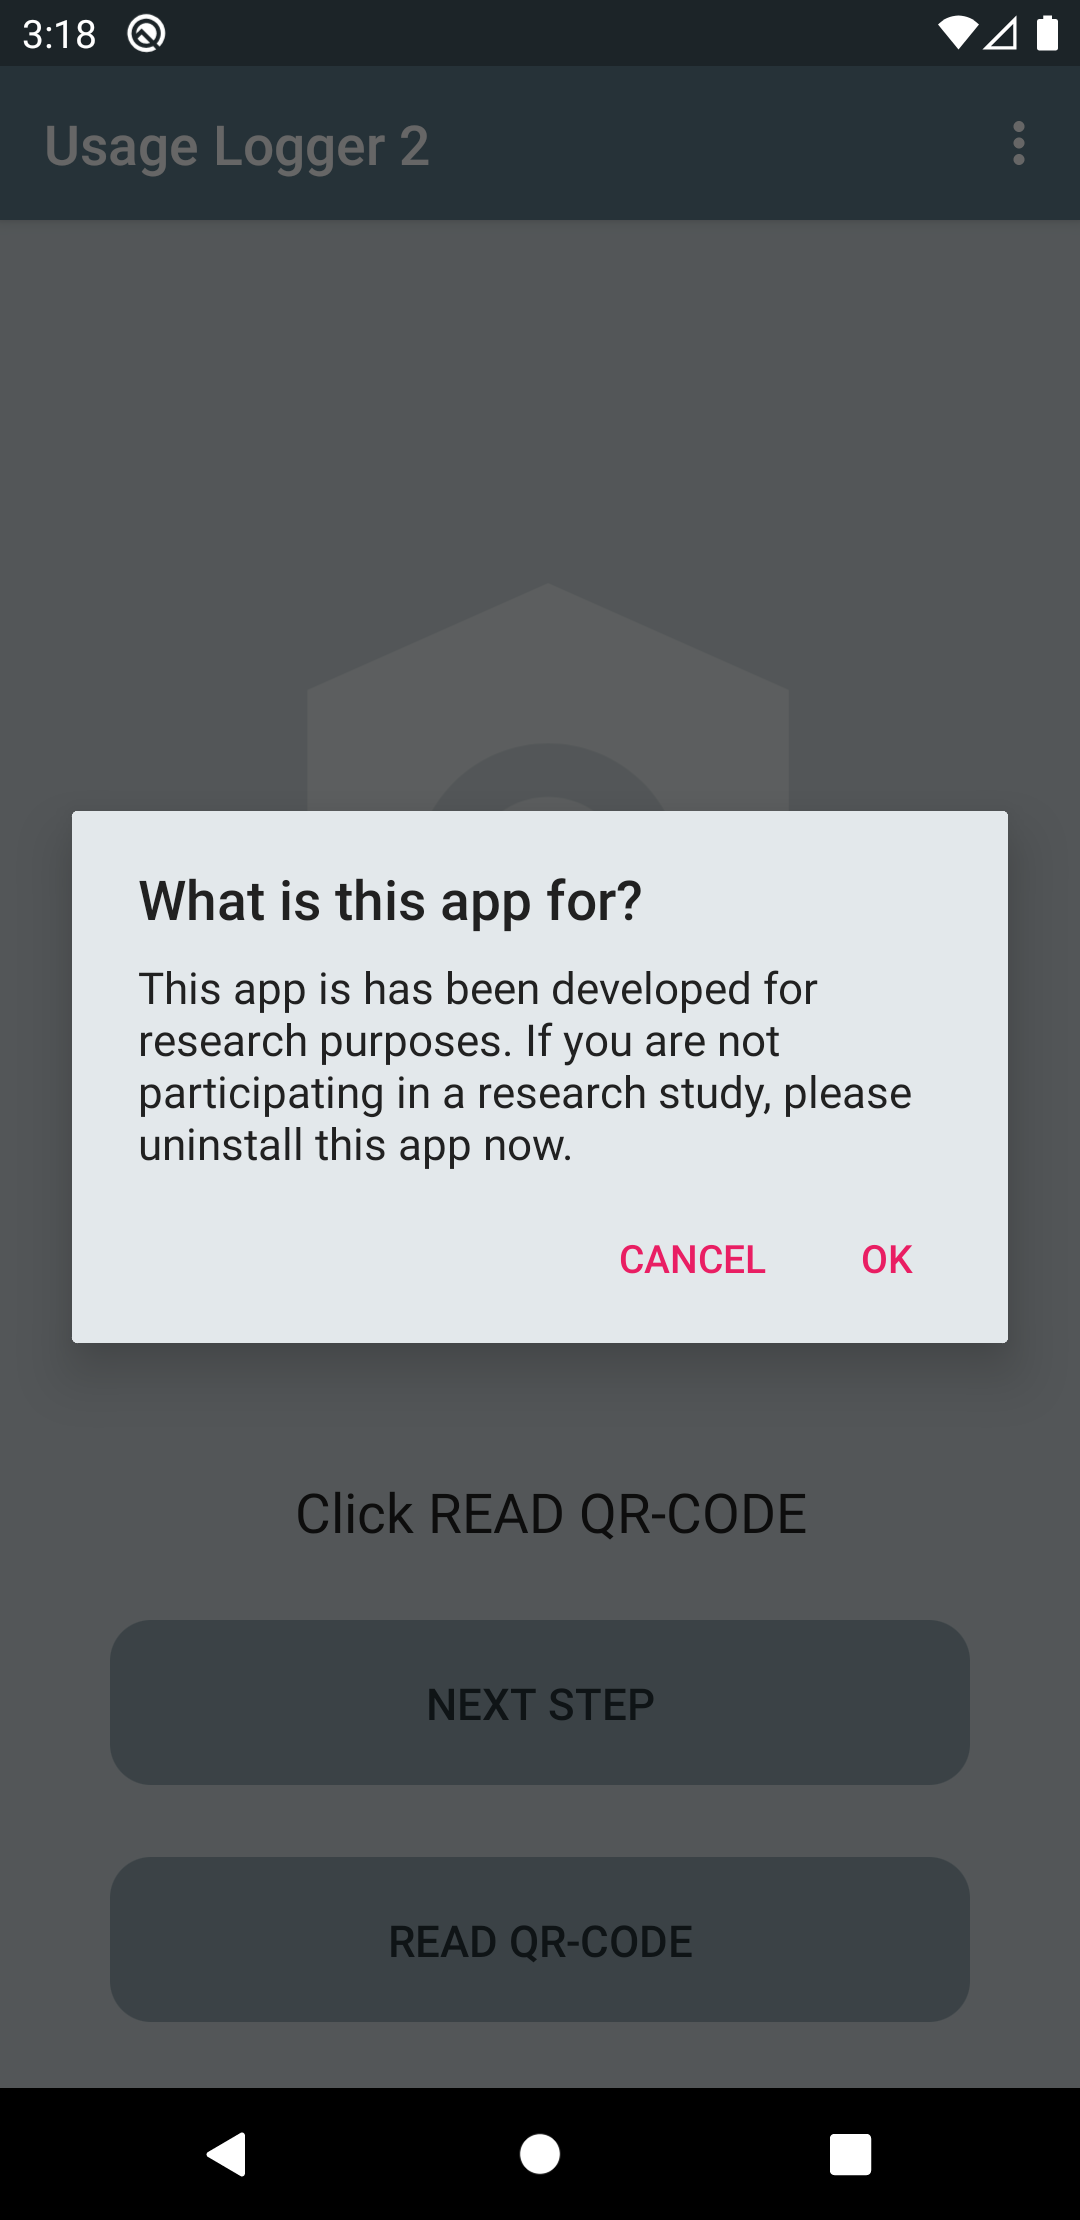 3:18
Usage Logger 2
What is this app for?
This app is has been developed for
research purposes. If you are not
participating in a research study, please
uninstall this app now.
CANCEL OK
Click READ QR-CODE
NEXT STEP
READ QR-CODE